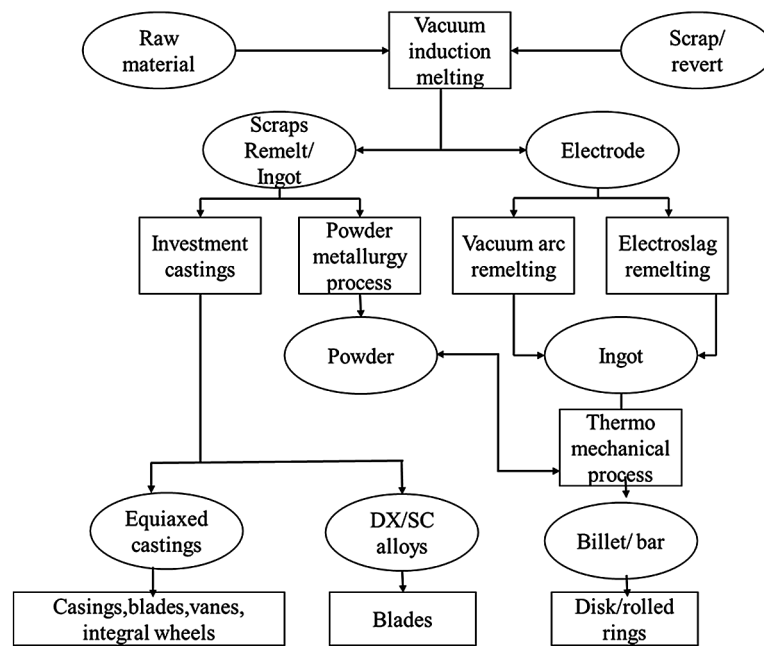 Raw
material
Vacuum
induction
melting
Scrap/
revert
Scraps
Remelt/
Ingot
Electrode
Investment
castings
Powder
metallurgy
process
Vacuum arc
remelting
Electroslag
remelting
Powder
Ingot
Thermo
mechanical
process
Equiaxed
castings
DX/SC
alloys
Billet/ bar
Casings,blades,vanes,
integral wheels
Blades
Disk/rolled
rings